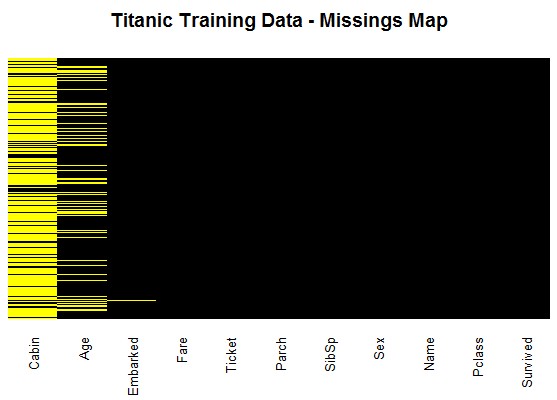 Titanic Training Data - Missings Map
Cabin
Age
Embarked
Fare
Ticket
Parch
SibSp
Sex
Name
Pclass
Survived